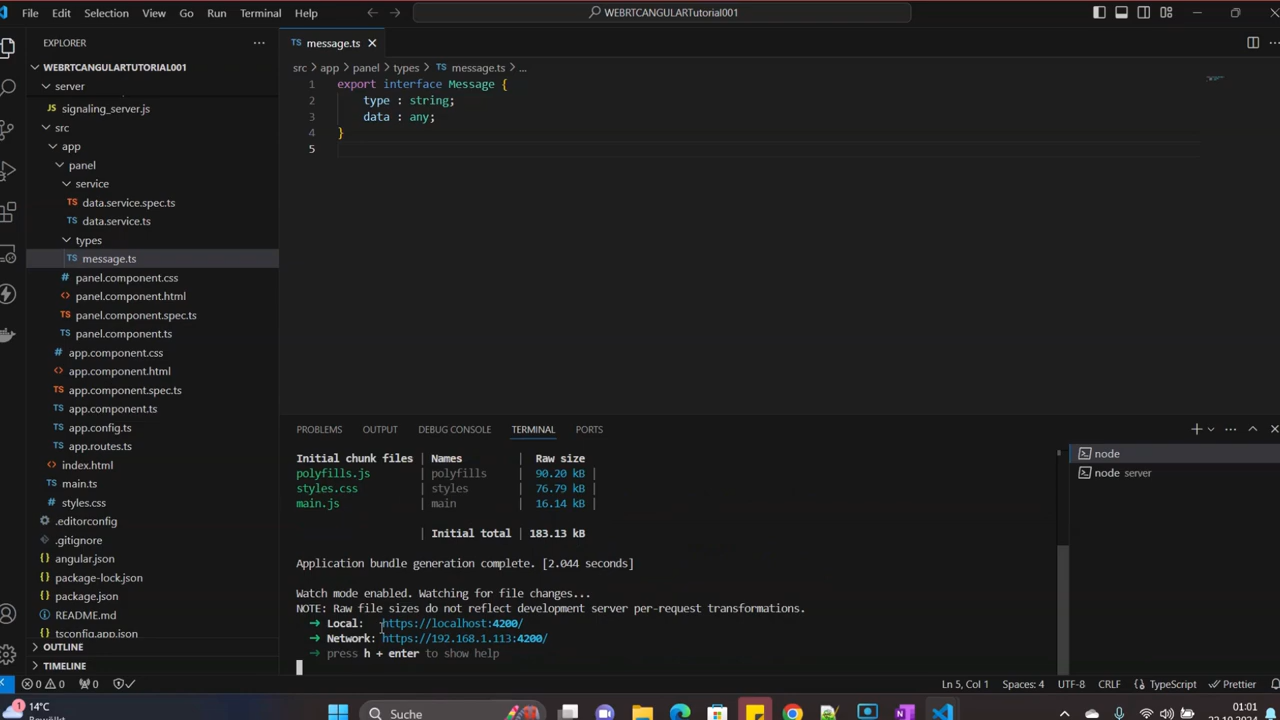 File Edit Selection View Go Run Terminal Help
WEBRTCANGULARTutorial001
EXPLORER
WEBRTCANGULARTUTORIAL001
server
signaling_server.js
src
app
panel
service
data.service.spec.ts
data.service.ts
types
message.ts
panel.component.css
panel.component.html
panel.component.spec.ts
panel.component.ts
app.component.css
app.component.html
app.component.spec.ts
app.component.ts
app.config.ts
app.routes.ts
index.html
main.ts
styles.css
.editorconfig
.gitignore
angular.json
package-lock.json
package.json
README.md
tsconfig.app.json
OUTLINE
TIMELINE
TS message.ts
src > app > panel > types > TS message.ts > ...
1 export interface Message {
2 type : string;
3 data : any;
4 }
5
PROBLEMS OUTPUT DEBUG CONSOLE TERMINAL PORTS
Initial chunk files | Names | Raw size
polyfills.js | polyfills | 90.20 kB |
styles.css | styles | 76.79 kB |
main.js | main | 16.14 kB |
| Initial total | 183.13 kB
Application bundle generation complete. [2.044 seconds]
Watch mode enabled. Watching for file changes...
NOTE: Raw file sizes do not reflect development server per-request transformations.
➜ Local: https://localhost:4200/
➜ Network: https://192.168.1.113:4200/
➜ press h + enter to show help
node
node server
0 0 0
Ln 5, Col 1 Spaces: 4 UTF-8 CRLF {} TypeScript Prettier
1
14°C
Bewölkt
Suche
01:01
22.10.2024